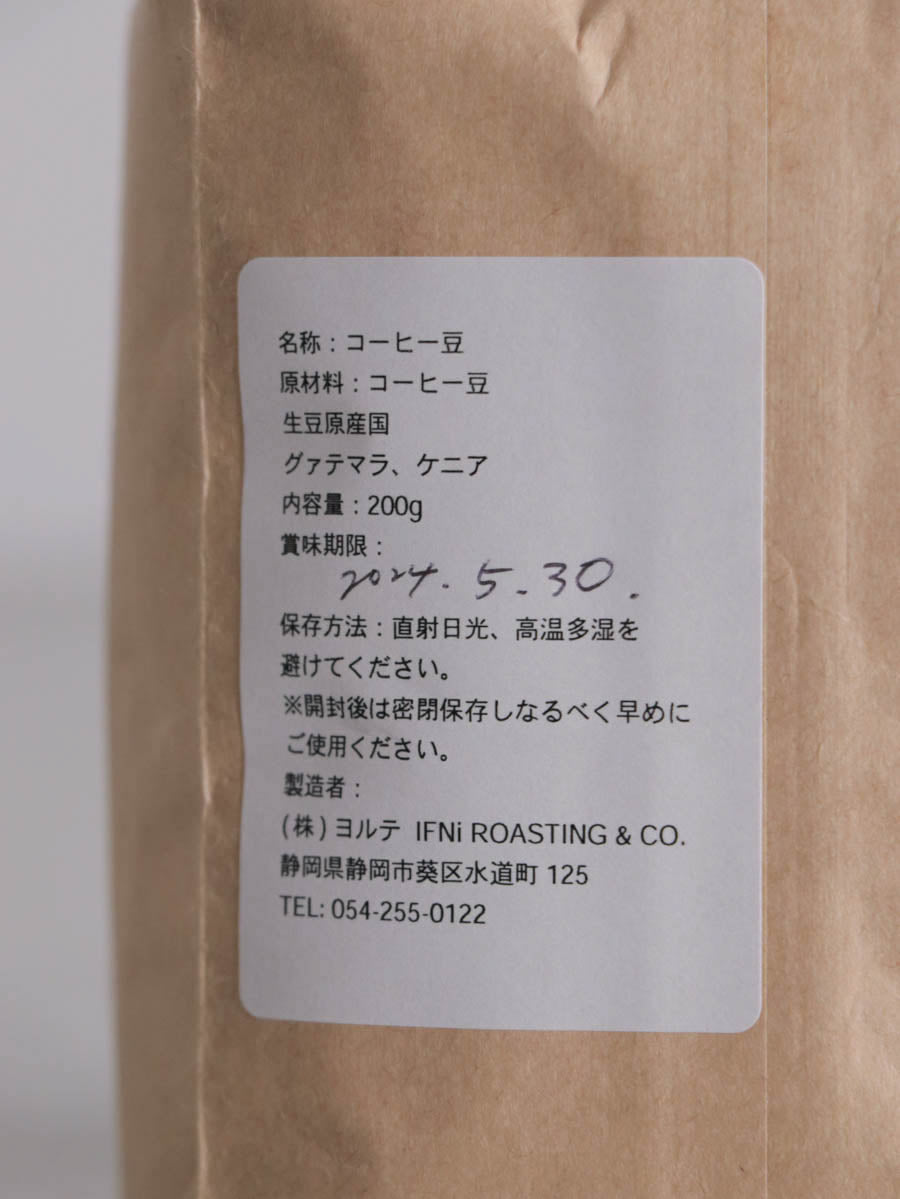 名称：コーヒー豆
原材料：コーヒー豆
生豆原産国
グァテマラ、ケニア
内容量：200g
賞味期限：
2024. 5. 30.
保存方法：直射日光、高温多湿を
避けてください。
※開封後は密閉保存しなるべく早めに
ご使用ください。
製造者：
(株)ヨルテ IFNi ROASTING & CO.
静岡県静岡市葵区水道町 125
TEL: 054-255-0122